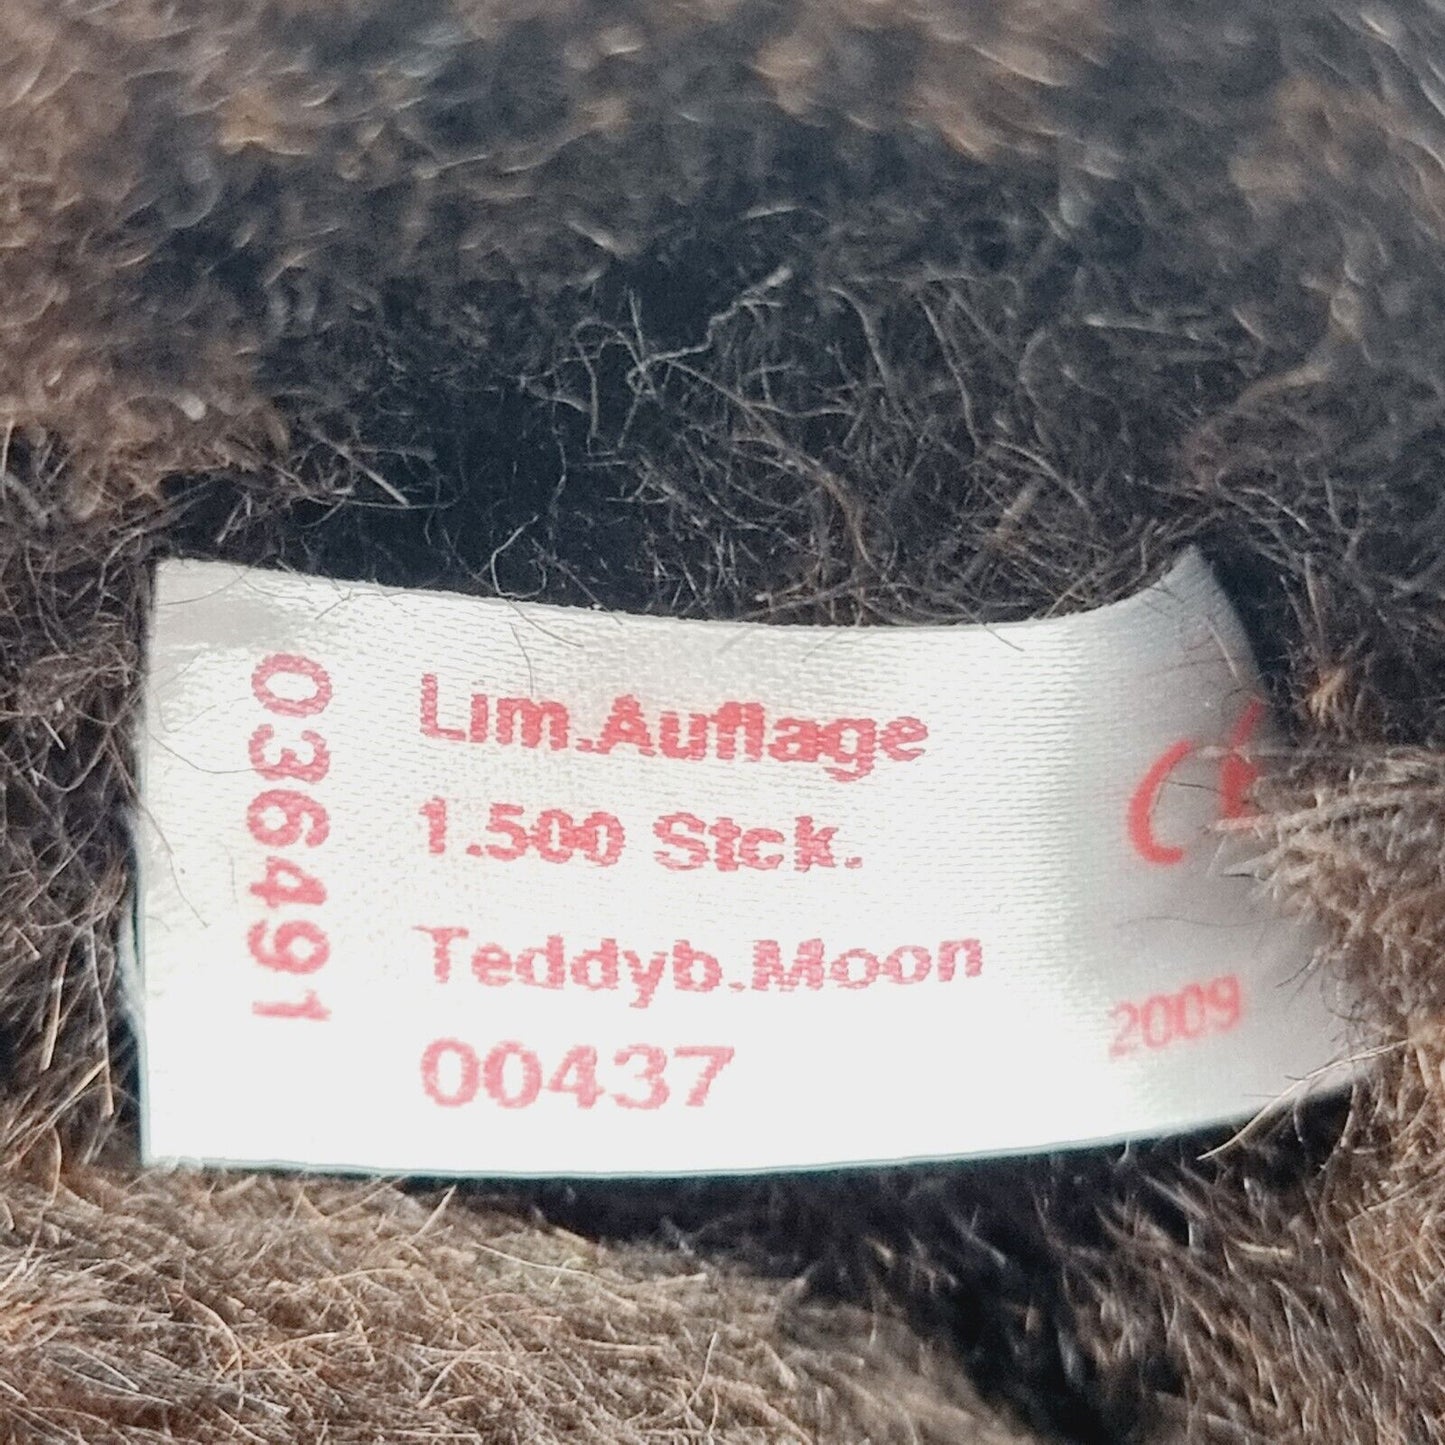 036491
Lim.Auflage
1.500 Stck.
Teddyb.Moon
00437
2009